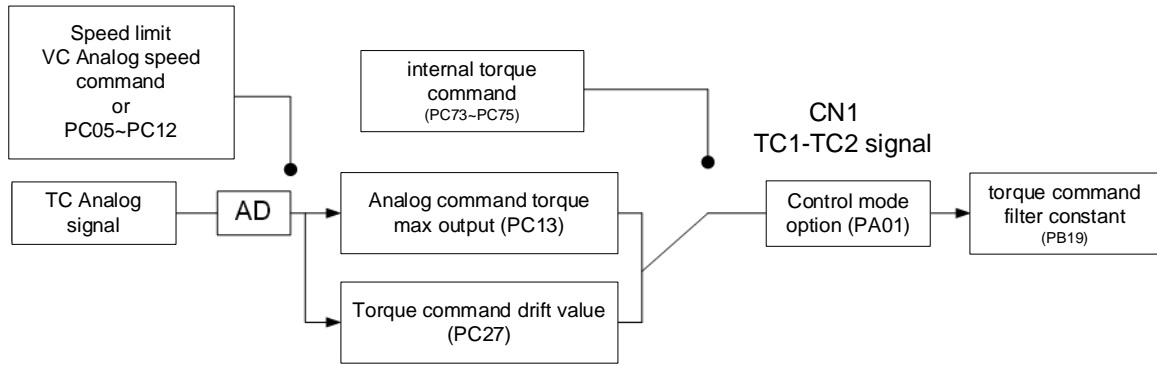 Speed limit
VC Analog speed
command
or
PC05~PC12
internal torque
command
(PC73~PC75)
CN1
TC1-TC2 signal
TC Analog
signal
AD
Analog command torque
max output (PC13)
Control mode
option (PA01)
torque command
filter constant
(PB19)
Torque command drift value
(PC27)